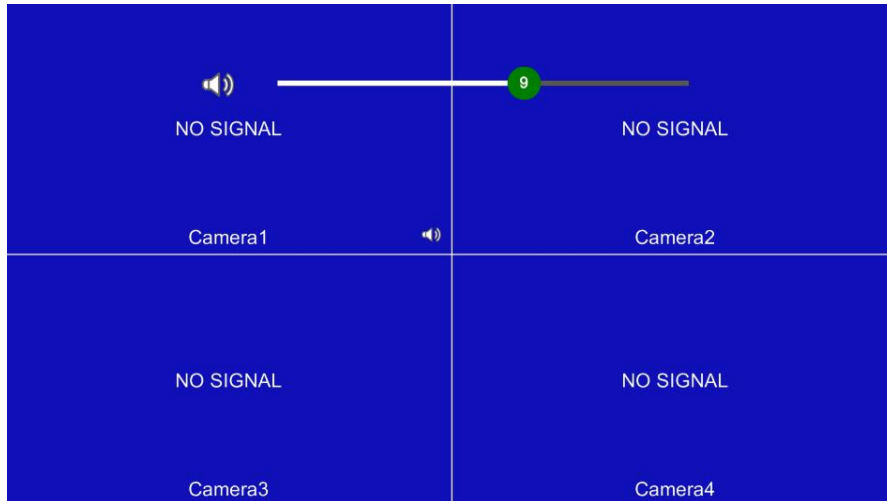 9
NO SIGNAL
NO SIGNAL
Camera1
Camera2
NO SIGNAL
NO SIGNAL
Camera3
Camera4